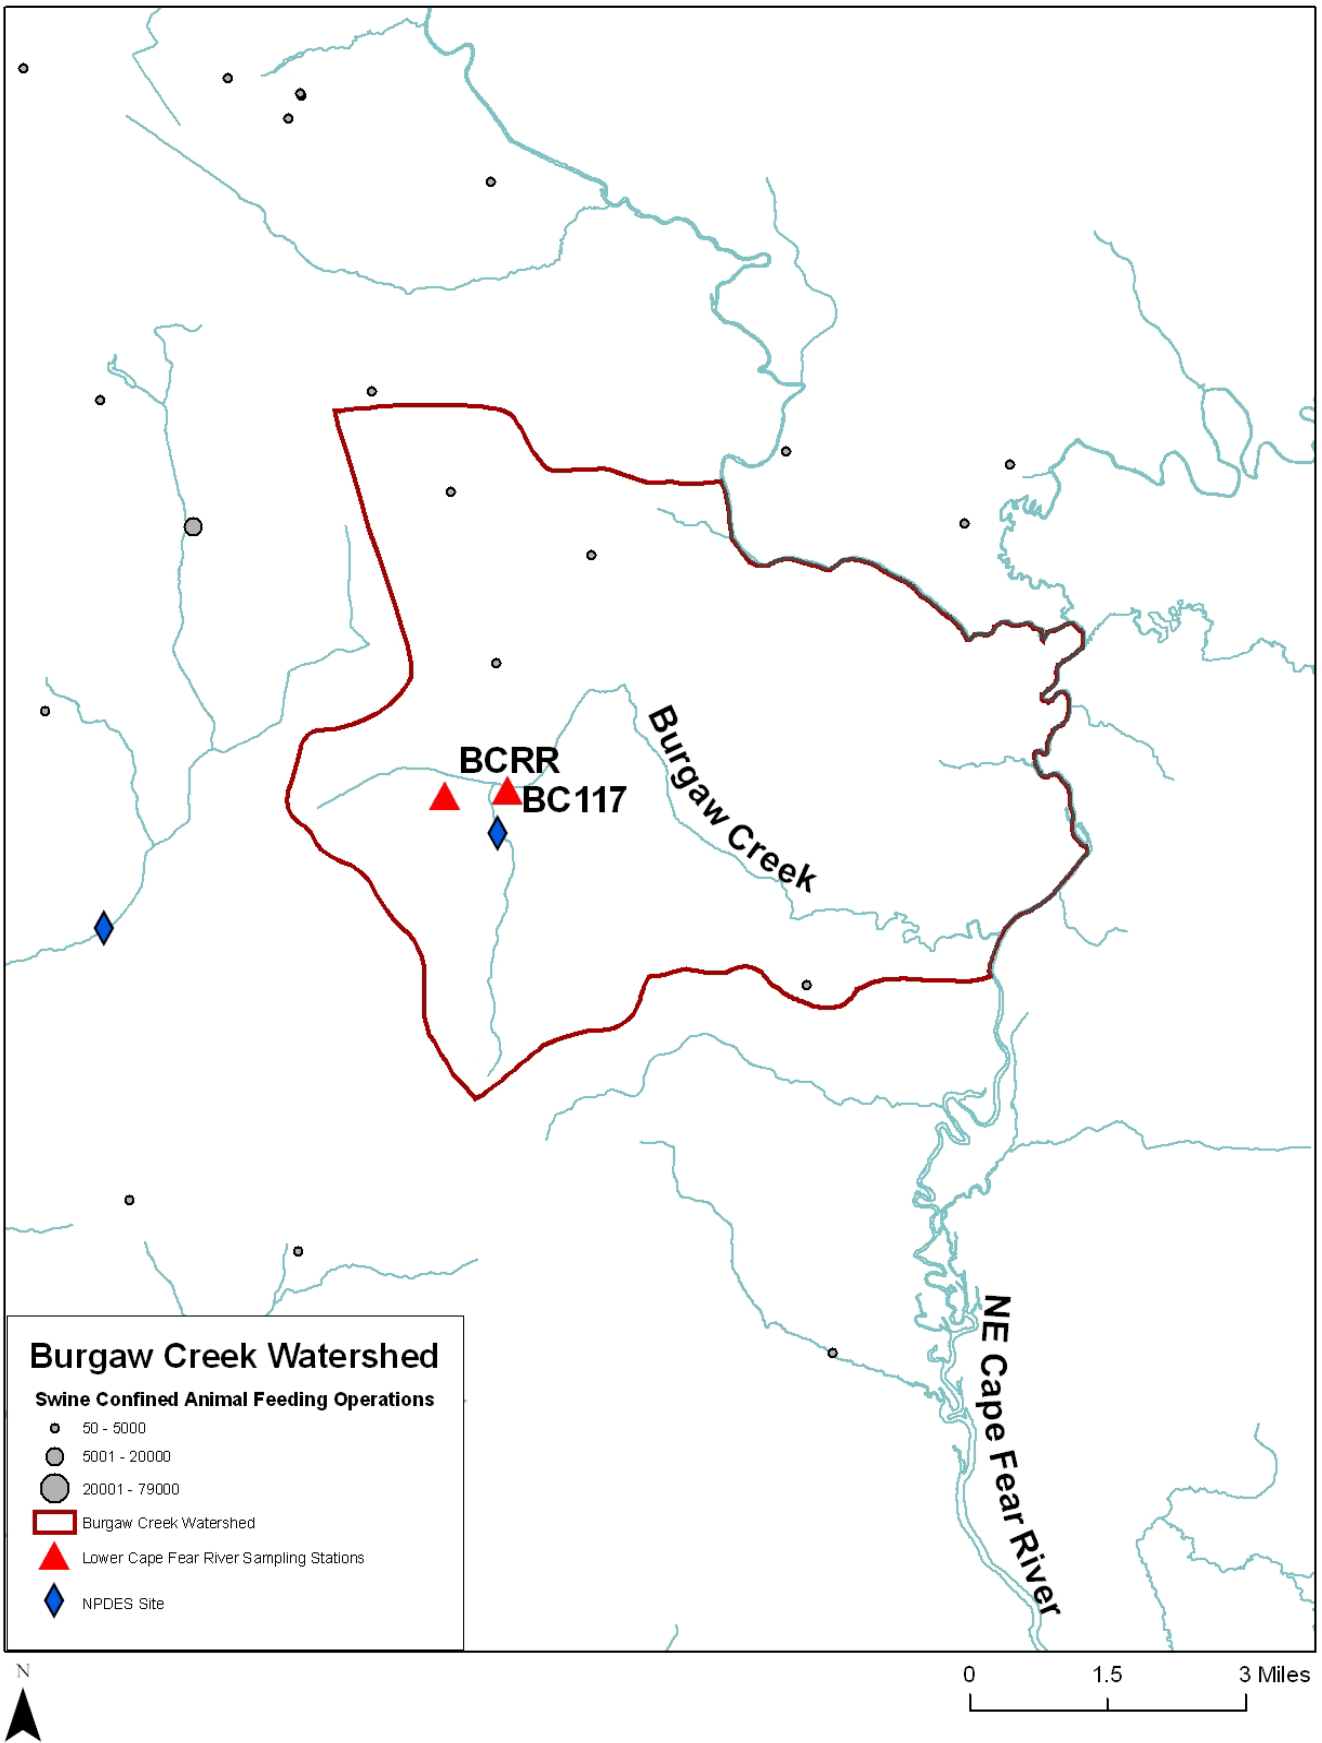 BCRR
BC117
Burgaw Creek
NE Cape Fear River
Burgaw Creek Watershed
Swine Confined Animal Feeding Operations
50 - 5000
5001 - 20000
20001 - 79000
Burgaw Creek Watershed
Lower Cape Fear River Sampling Stations
NPDES Site
N
0 1.5 3 Miles